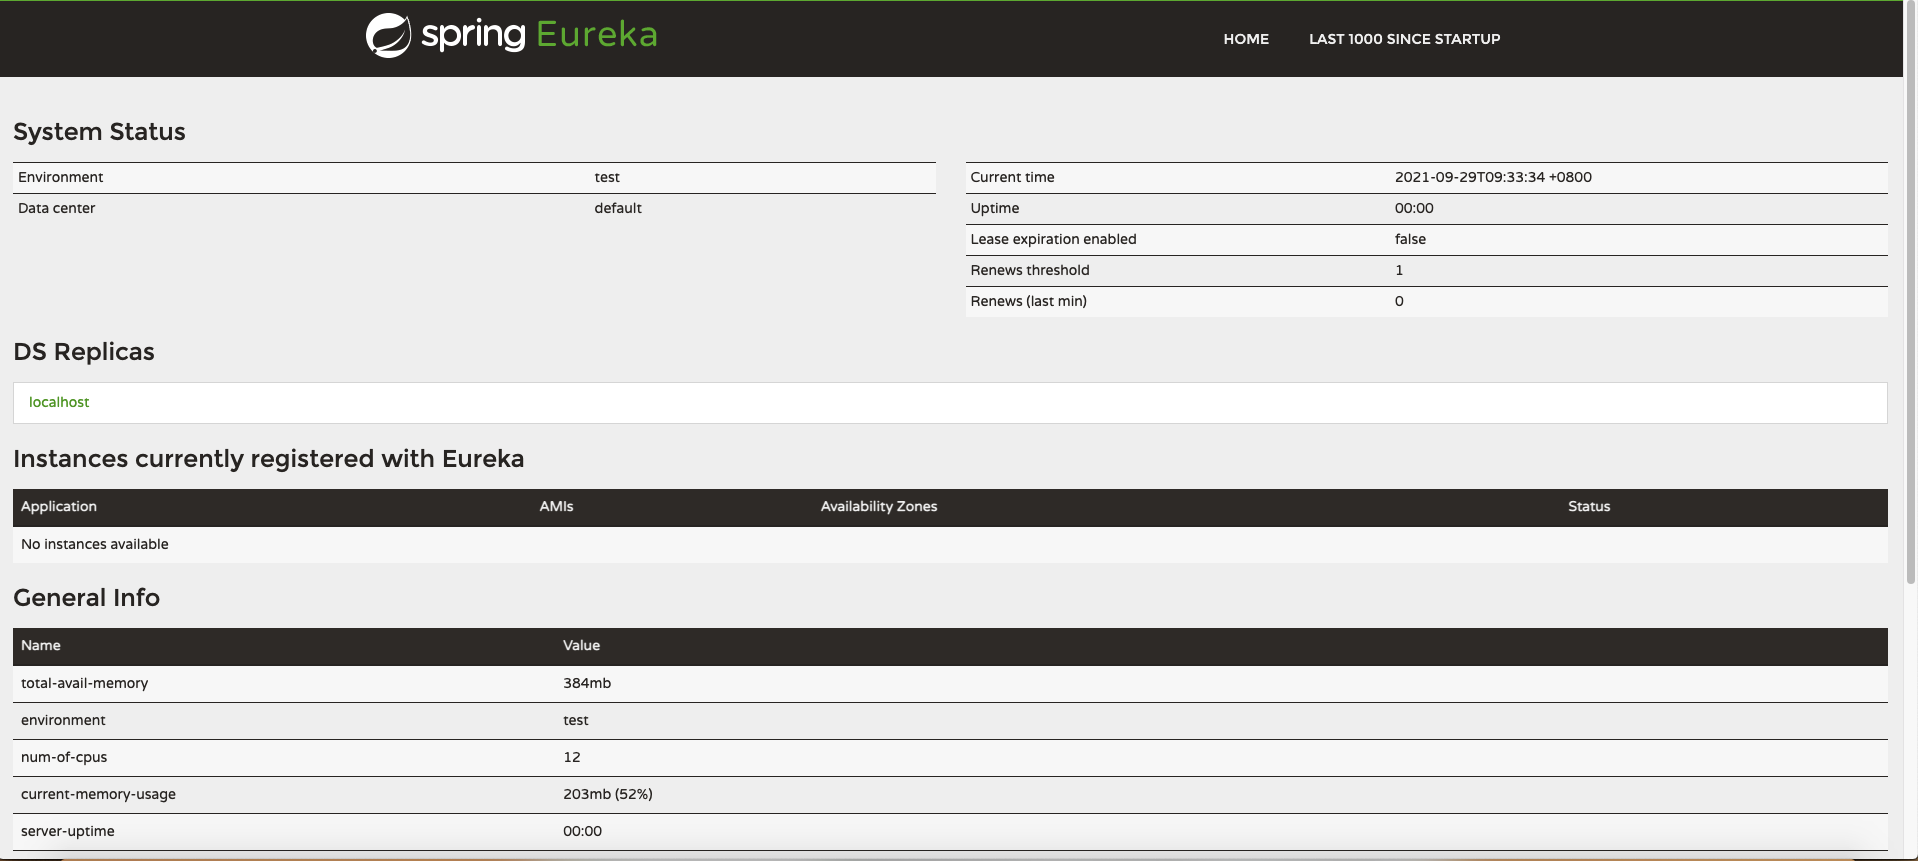 spring Eureka
HOME LAST 1000 SINCE STARTUP
System Status
Environment test
Data center default
Current time 2021-09-29T09:33:34 +0800
Uptime 00:00
Lease expiration enabled false
Renews threshold 1
Renews (last min) 0
DS Replicas
localhost
Instances currently registered with Eureka
Application AMIs Availability Zones Status
No instances available
General Info
Name Value
total-avail-memory 384mb
environment test
num-of-cpus 12
current-memory-usage 203mb (52%)
server-uptime 00:00